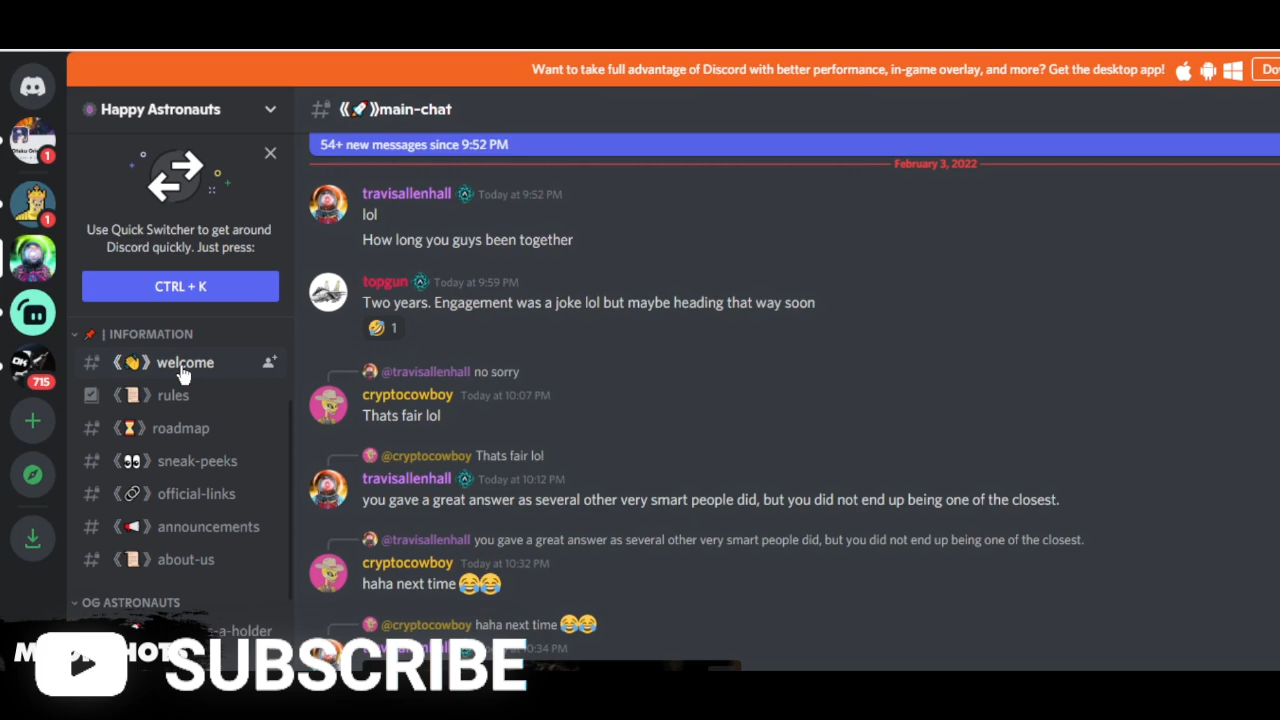 Want to take full advantage of Discord with better performance, in-game overlay, and more? Get the desktop app!
Happy Astronauts
《🚀》main-chat
54+ new messages since 9:52 PM
February 3, 2022
Use Quick Switcher to get around
Discord quickly. Just press:
CTRL + K
| INFORMATION
《👋》 welcome
《📜》 rules
《⏳》 roadmap
《👀》 sneak-peeks
《🔗》 official-links
《📢》 announcements
《📜》 about-us
OG ASTRONAUTS
-a-holder
1
1
715
travisallenhall Today at 9:52 PM
lol
How long you guys been together
topgun Today at 9:59 PM
Two years. Engagement was a joke lol but maybe heading that way soon
🤣 1
@travisallenhall no sorry
cryptocowboy Today at 10:07 PM
Thats fair lol
@cryptocowboy Thats fair lol
travisallenhall Today at 10:12 PM
you gave a great answer as several other very smart people did, but you did not end up being one of the closest.
@travisallenhall you gave a great answer as several other very smart people did, but you did not end up being one of the closest.
cryptocowboy Today at 10:32 PM
haha next time 😂😂
@cryptocowboy haha next time 😂😂
10:34 PM
SUBSCRIBE